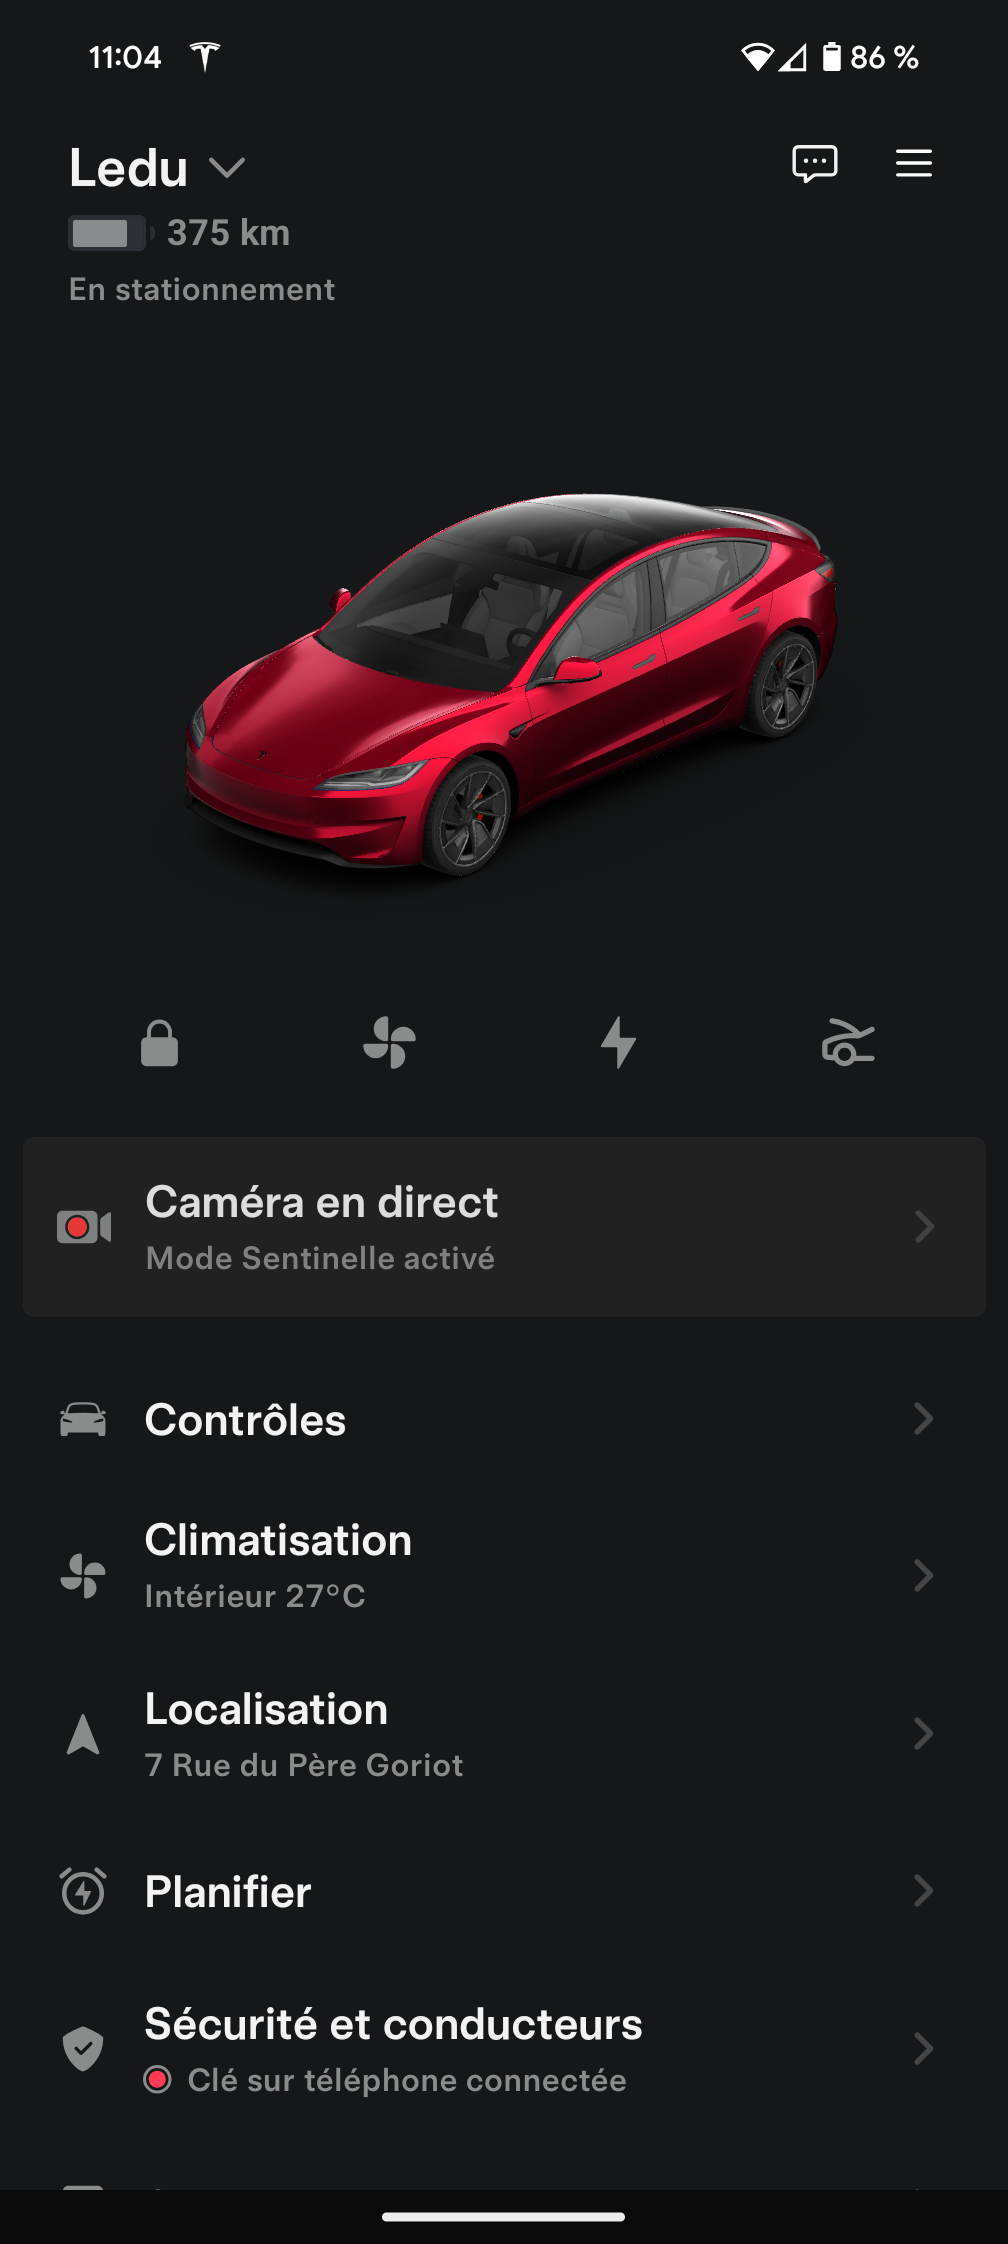 11:04
86 %
Ledu
375 km
En stationnement
Caméra en direct
Mode Sentinelle activé
Contrôles
Climatisation
Intérieur 27°C
Localisation
7 Rue du Père Goriot
Planifier
Sécurité et conducteurs
Clé sur téléphone connectée